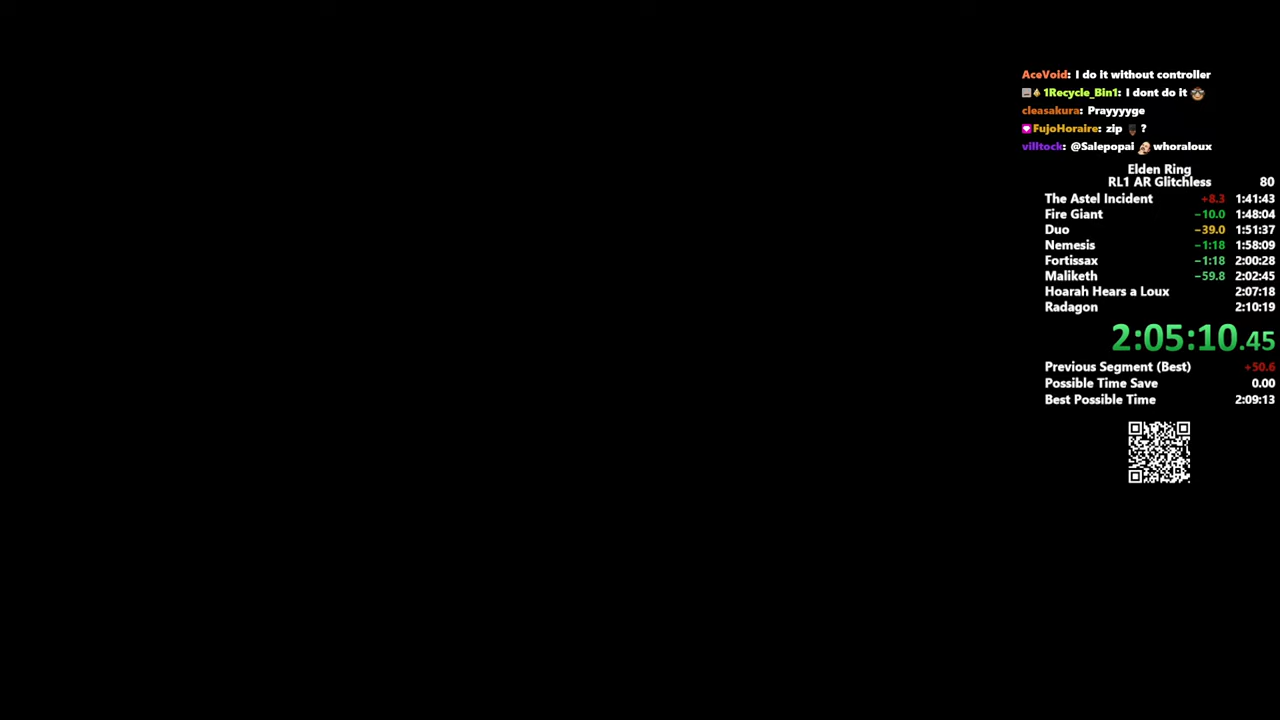 AceVoid: I do it without controller
1Recycle_Bin1: I dont do it
cleasakura: Prayyyyge
FujoHoraire: zip ?
villtock: @Salepopai whoraloux
Elden Ring
RL1 AR Glitchless 80
The Astel Incident +8.3 1:41:43
Fire Giant −10.0 1:48:04
Duo −39.0 1:51:37
Nemesis −1:18 1:58:09
Fortissax −1:18 2:00:28
Maliketh −59.8 2:02:45
Hoarah Hears a Loux 2:07:18
Radagon 2:10:19
2:05:10.45
Previous Segment (Best) +50.6
Possible Time Save 0.00
Best Possible Time 2:09:13